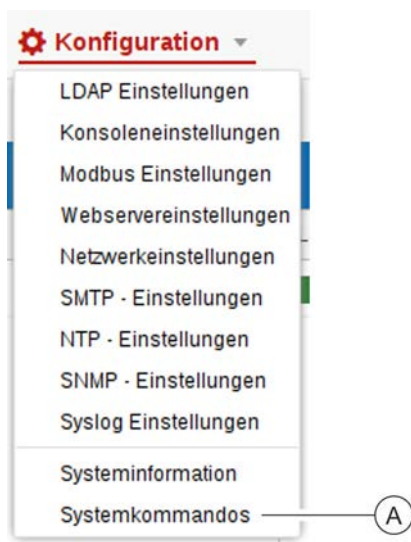 Konfiguration
LDAP Einstellungen
Konsoleneinstellungen
Modbus Einstellungen
Webservereinstellungen
Netzwerkeinstellungen
SMTP - Einstellungen
NTP - Einstellungen
SNMP - Einstellungen
Syslog Einstellungen
Systeminformation
Systemkommandos A